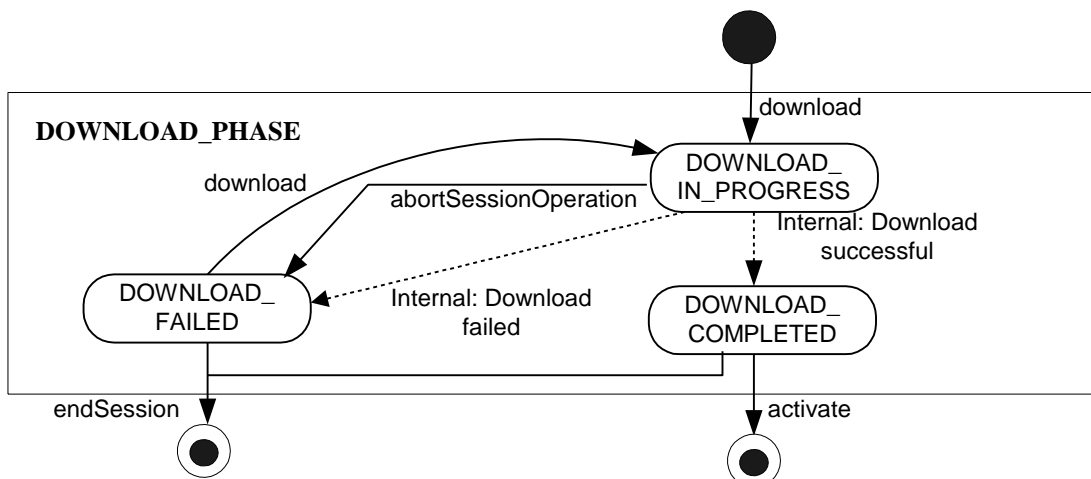 download
DOWNLOAD_PHASE
DOWNLOAD_
IN_PROGRESS
download
abortSessionOperation
Internal: Download
successful
DOWNLOAD_
FAILED
Internal: Download
failed
DOWNLOAD_
COMPLETED
endSession
activate